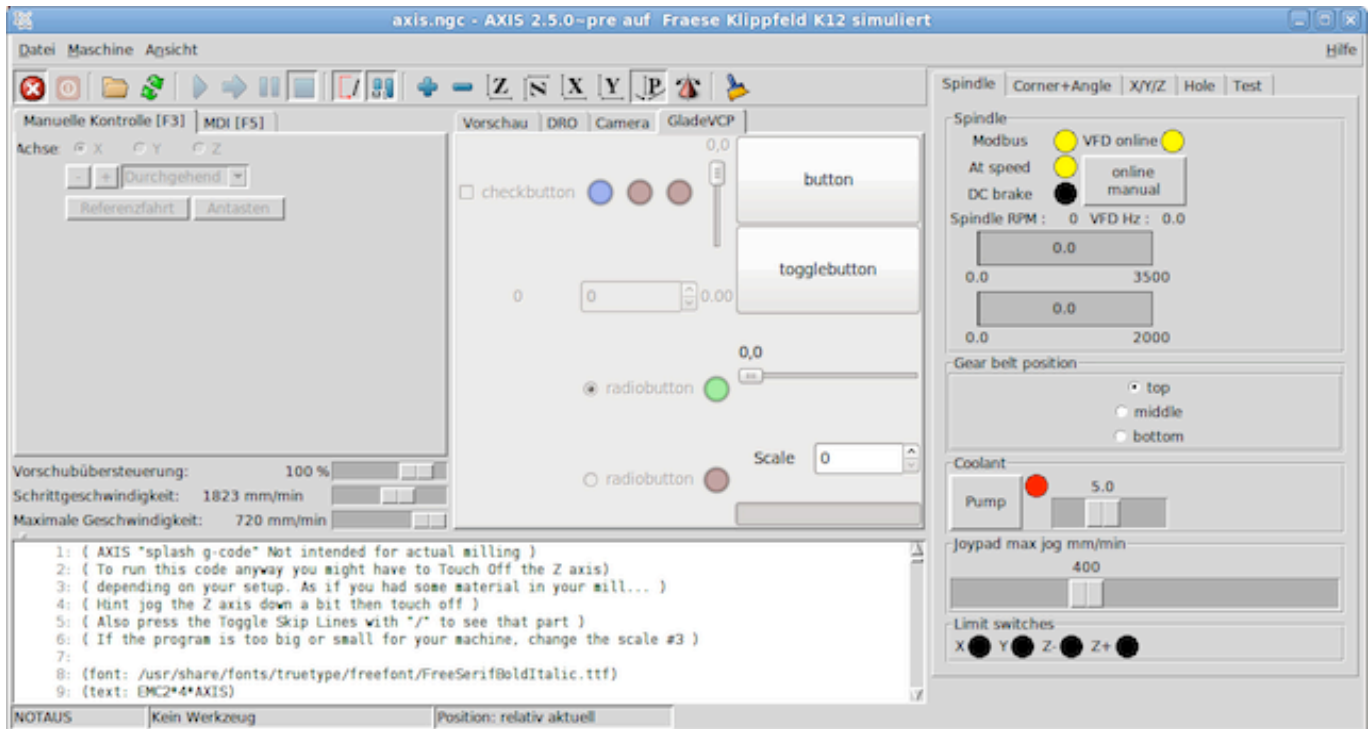 axis.ngc - AXIS 2.5.0~pre auf Fraese Klippfeld K12 simuliert
Datei Maschine Ansicht
Hilfe
Z N X Y P
Manuelle Kontrolle [F3] MDI [F5]
Achse: X Y Z
- + Durchgehend
Referenzfahrt Antasten
Vorschubübersteuerung: 100 %
Schrittgeschwindigkeit: 1823 mm/min
Maximale Geschwindigkeit: 720 mm/min
Vorschau DRO Camera GladeVCP
0,0
checkbutton
button
togglebutton
0 0 0.00
0,0
radiobutton
Scale 0
radiobutton
Spindle Corner+Angle X/Y/Z Hole Test
Spindle
Modbus VFD online
At speed
online manual
DC brake
Spindle RPM : 0 VFD Hz : 0.0
0.0
0.0 3500
0.0
0.0 2000
Gear belt position
top
middle
bottom
Coolant
Pump
5.0
Joypad max jog mm/min
400
Limit switches
X Y Z- Z+
1: ( AXIS "splash g-code" Not intended for actual milling )
2: ( To run this code anyway you might have to Touch Off the Z axis)
3: ( depending on your setup. As if you had some material in your mill... )
4: ( Hint jog the Z axis down a bit then touch off )
5: ( Also press the Toggle Skip Lines with "/" to see that part )
6: ( If the program is too big or small for your machine, change the scale #3 )
7:
8: (font: /usr/share/fonts/truetype/freefont/FreeSerifBoldItalic.ttf)
9: (text: EMC2*4*AXIS)
NOTAUS Kein Werkzeug Position: relativ aktuell